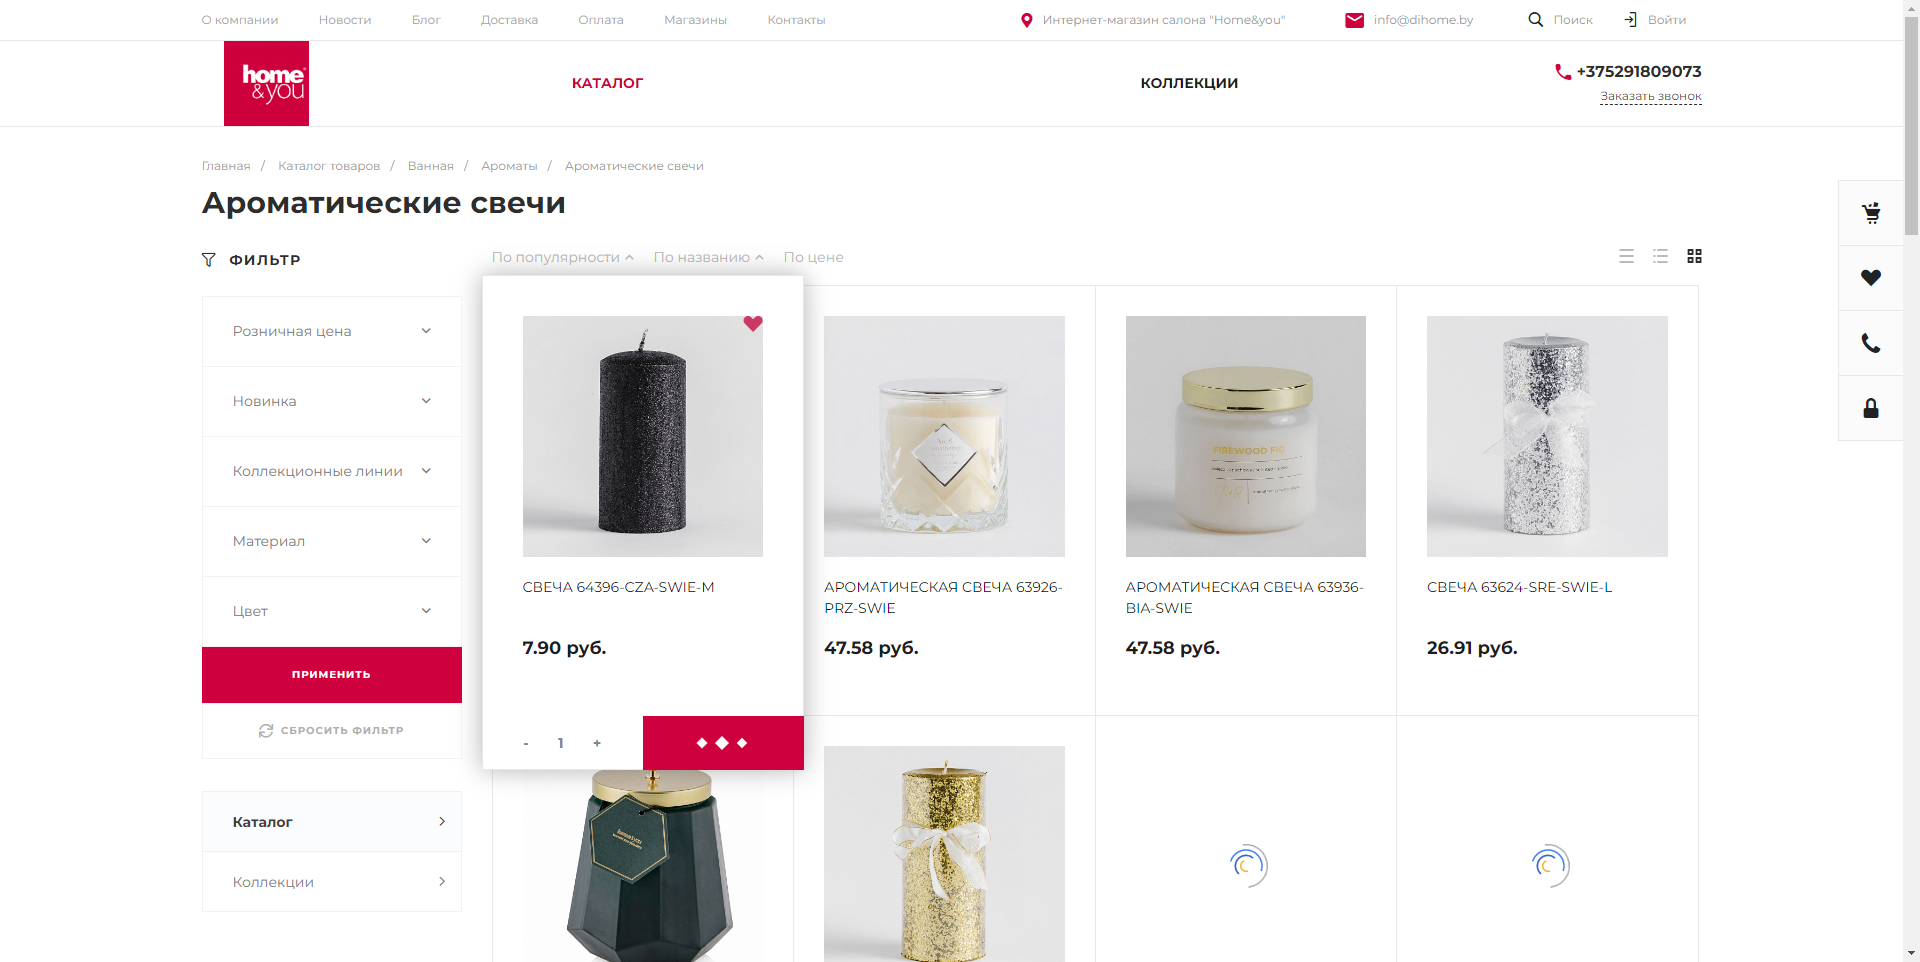 О компании
Новости
Блог
Доставка
Оплата
Магазины
Контакты
Интернет-магазин салона "Home&you"
info@dihome.by
Поиск
Войти
home
&you
КАТАЛОГ
КОЛЛЕКЦИИ
+375291809073
Заказать звонок
Главная / Каталог товаров / Ванная / Ароматы / Ароматические свечи
Ароматические свечи
ФИЛЬТР
По популярности
По названию
По цене
Розничная цена
Новинка
Коллекционные линии
Материал
Цвет
ПРИМЕНИТЬ
СБРОСИТЬ ФИЛЬТР
Каталог
Коллекции
FIREWOOD FIG
СВЕЧА 64396-CZA-SWIE-M
7.90 руб.
- 1 +
АРОМАТИЧЕСКАЯ СВЕЧА 63926-
PRZ-SWIE
47.58 руб.
АРОМАТИЧЕСКАЯ СВЕЧА 63936-
BIA-SWIE
47.58 руб.
СВЕЧА 63624-SRE-SWIE-L
26.91 руб.